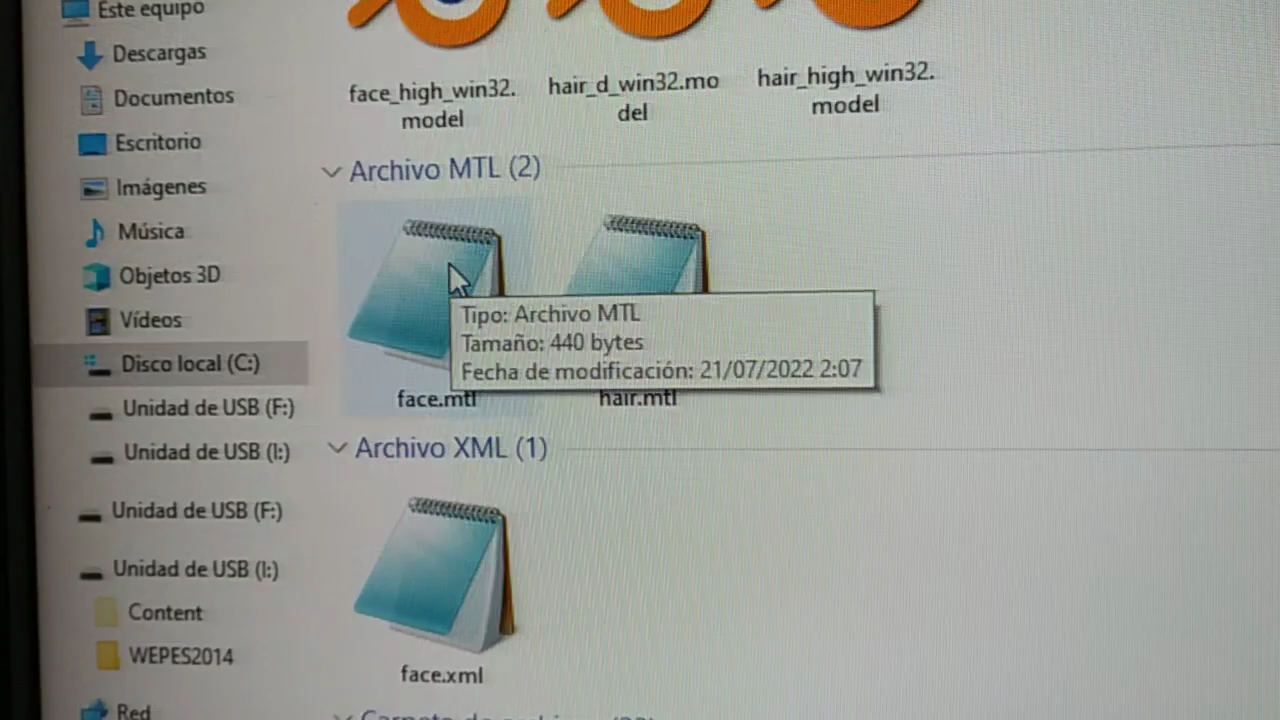 Este equipo
Descargas
Documentos
Escritorio
Imágenes
Música
Objetos 3D
Vídeos
Disco local (C:)
Unidad de USB (F:)
Unidad de USB (I:)
Unidad de USB (F:)
Unidad de USB (I:)
Content
WEPES2014
Red
face_high_win32.
model
hair_d_win32.mo
del
hair_high_win32.
model
Archivo MTL (2)
Tipo: Archivo MTL
Tamaño: 440 bytes
Fecha de modificación: 21/07/2022 2:07
face.mtl
hair.mtl
Archivo XML (1)
face.xml